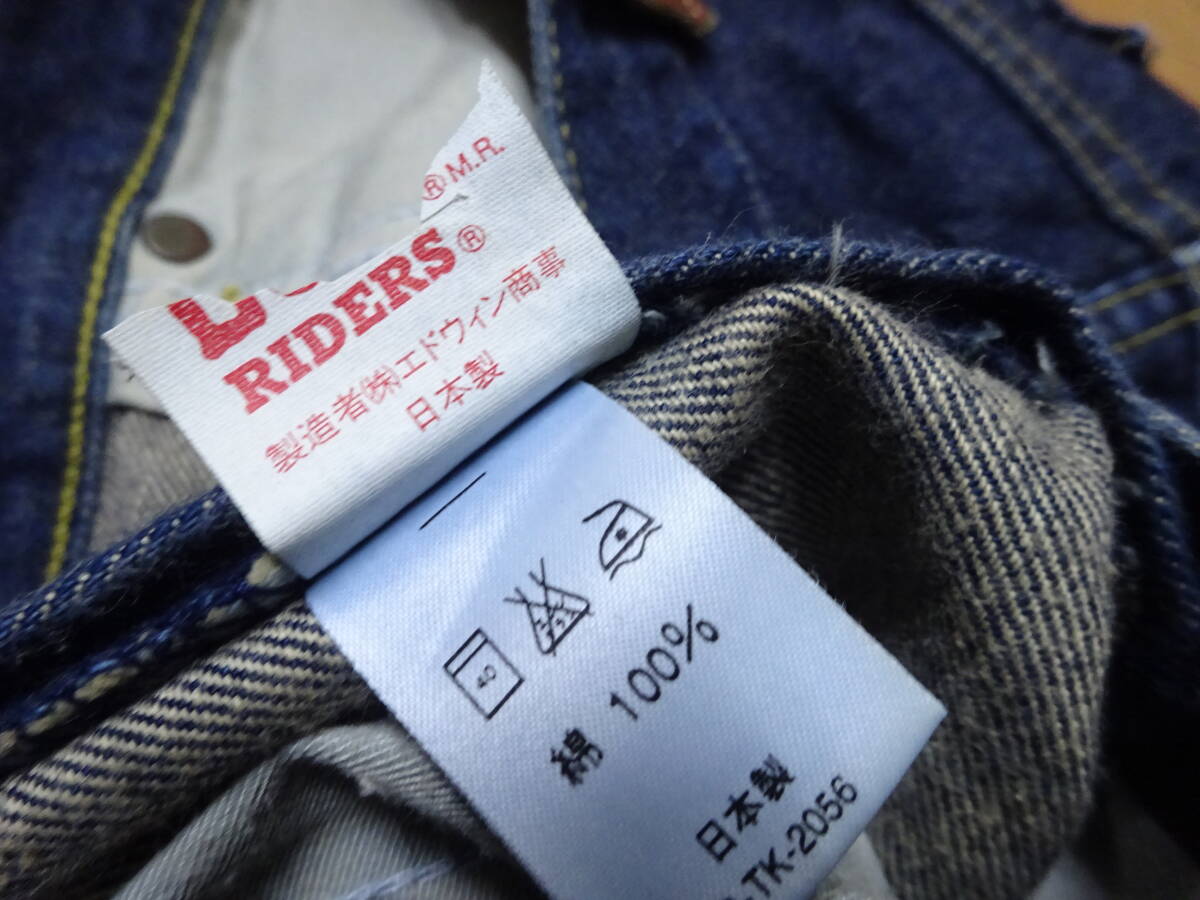 ® M.R.
RIDERS®
製造者(株)エドウィン商事
日本製
40
綿 100%
日本製
-TK-2056